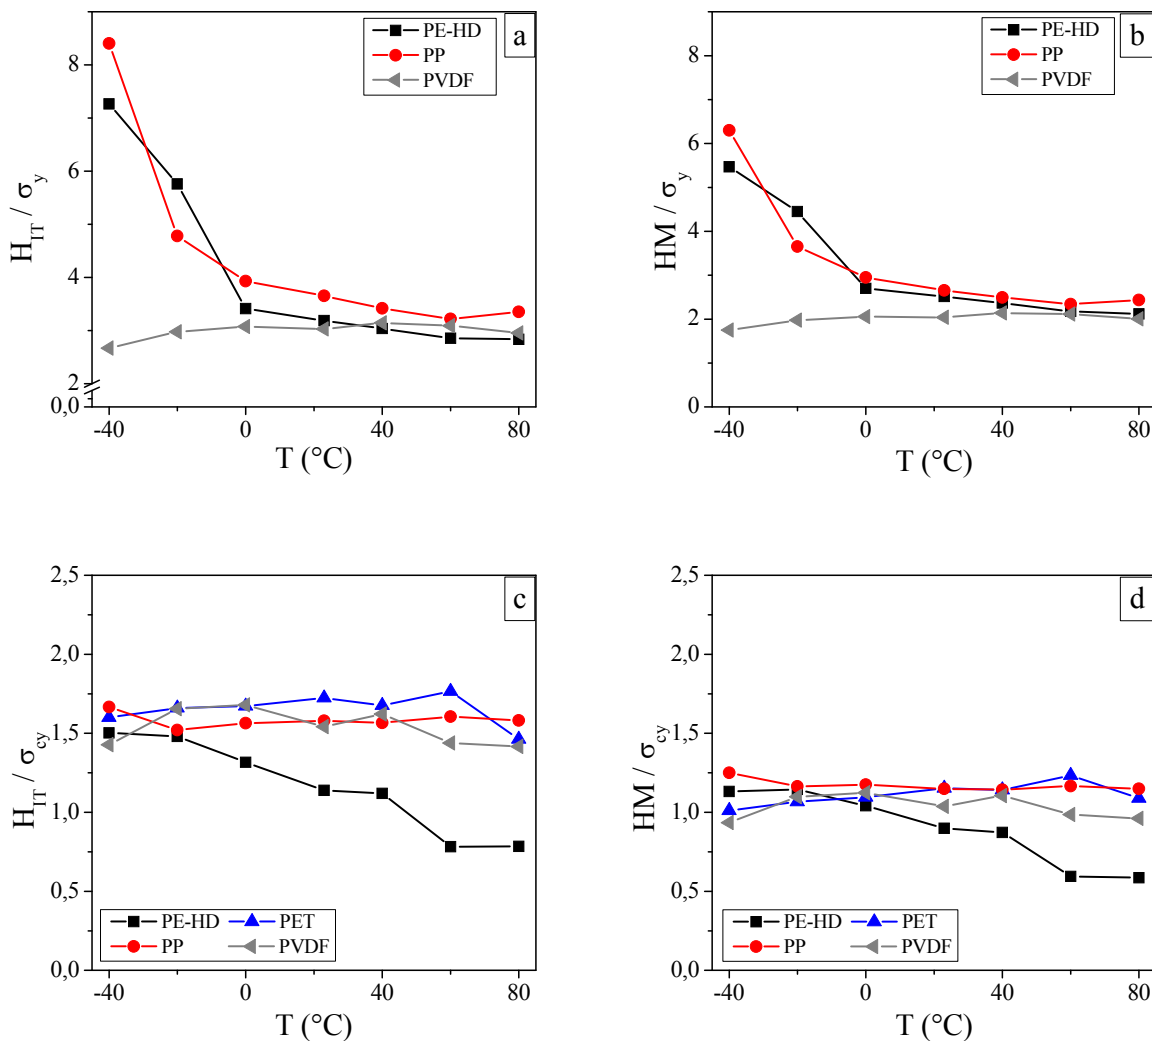 a
PE-HD
PP
PVDF
H_IT / σ_y
8
6
4
2
0,0
-40
0
40
80
T (°C)
b
PE-HD
PP
PVDF
HM / σ_y
8
6
4
2
0
-40
0
40
80
T (°C)
c
H_IT / σ_cy
2,5
2,0
1,5
1,0
0,5
0,0
PE-HD PET
PP PVDF
-40
0
40
80
T (°C)
d
HM / σ_cy
2,5
2,0
1,5
1,0
0,5
0,0
PE-HD PET
PP PVDF
-40
0
40
80
T (°C)